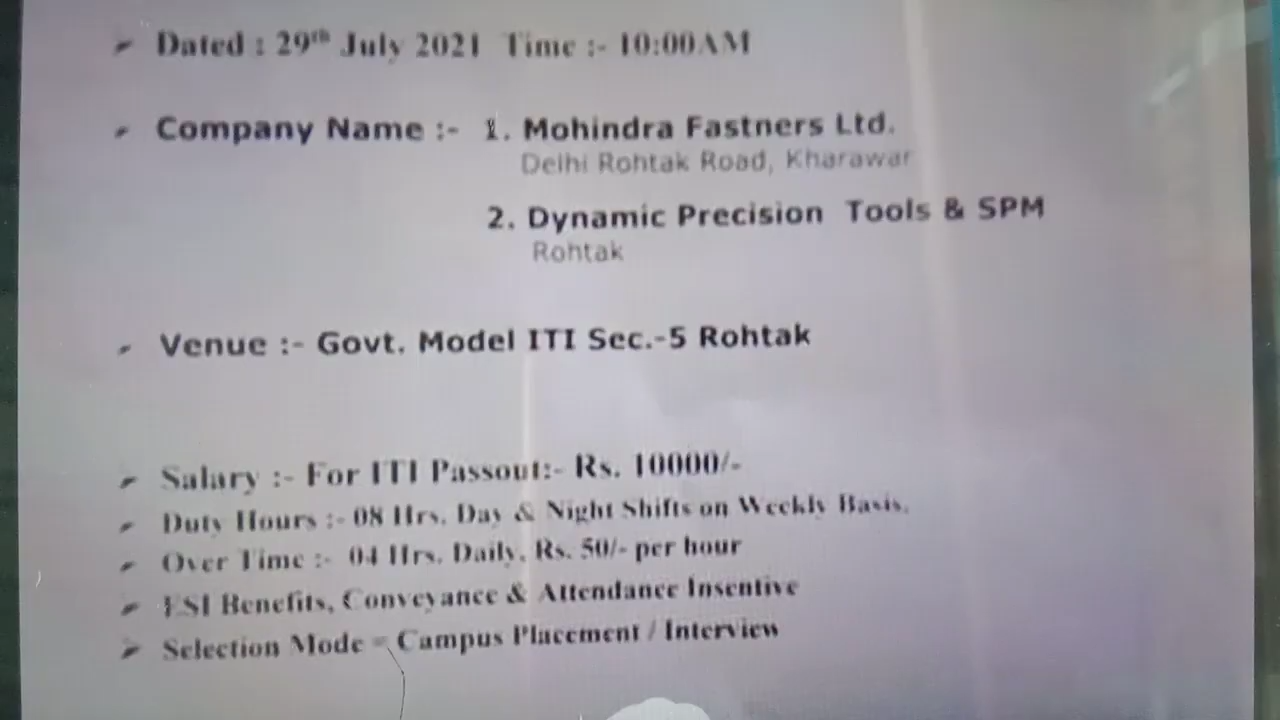 ➢ Dated : 29th July 2021 Time :- 10:00AM
➢ Company Name :- 1. Mohindra Fastners Ltd.
Delhi Rohtak Road, Kharawar
2. Dynamic Precision Tools & SPM
Rohtak
➢ Venue :- Govt. Model ITI Sec.-5 Rohtak
➢ Salary :- For ITI Passout:- Rs. 10000/-
➢ Duty Hours :- 08 Hrs. Day & Night Shifts on Weekly Basis.
➢ Over Time :- 04 Hrs. Daily. Rs. 50/- per hour
➢ ESI Benefits, Conveyance & Attendance Insentive
➢ Selection Mode = Campus Placement / Interview